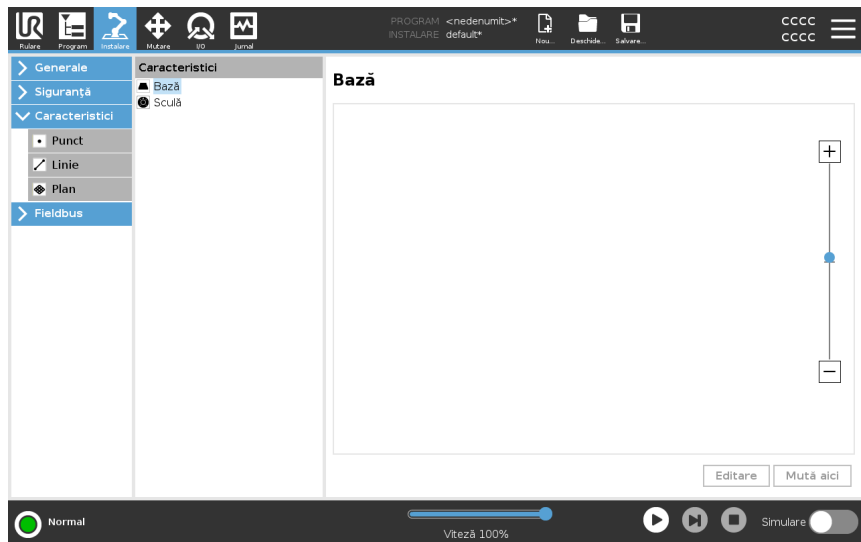 UR
Rulare
Program
Instalare
Mutare
I/O
Jurnal
PROGRAM <nedenumit>*
INSTALARE default*
Nou...
Deschide...
Salvare...
CCCC
CCCC
Generale
Siguranță
Caracteristici
Punct
Linie
Plan
Fieldbus
Caracteristici
Bază
Sculă
Bază
Editare
Mută aici
Normal
Viteză 100%
Simulare